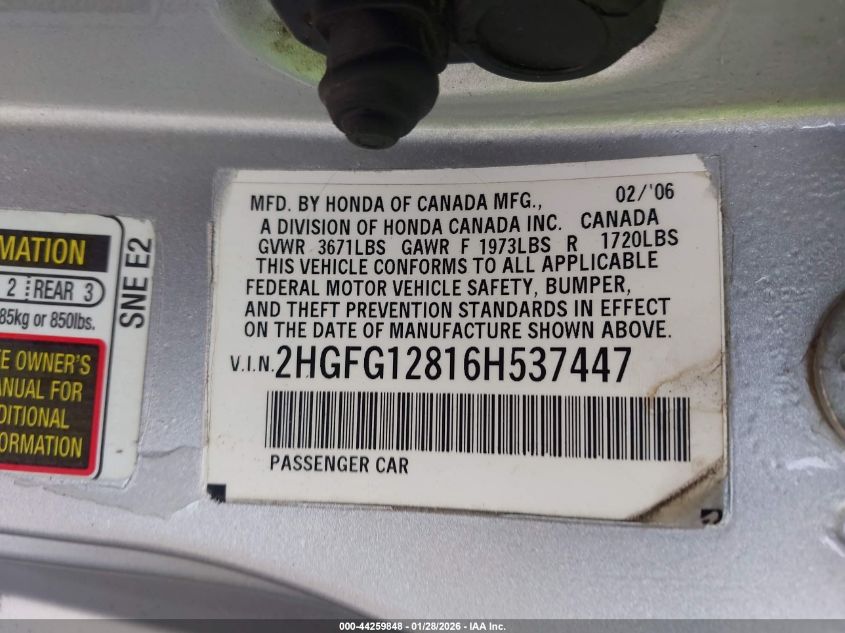 MFD. BY HONDA OF CANADA MFG., 02/'06
A DIVISION OF HONDA CANADA INC. CANADA
GVWR 3671LBS GAWR F 1973LBS R 1720LBS
THIS VEHICLE CONFORMS TO ALL APPLICABLE
FEDERAL MOTOR VEHICLE SAFETY, BUMPER,
AND THEFT PREVENTION STANDARDS IN EFFECT
ON THE DATE OF MANUFACTURE SHOWN ABOVE.
V.I.N. 2HGFG12816H537447
PASSENGER CAR
MATION
2 REAR 3
85kg or 850lbs.
SNE E2
E OWNER'S
ANUAL FOR
DITIONAL
FORMATION
000-44259848 - 01/28/2026 - IAA Inc.